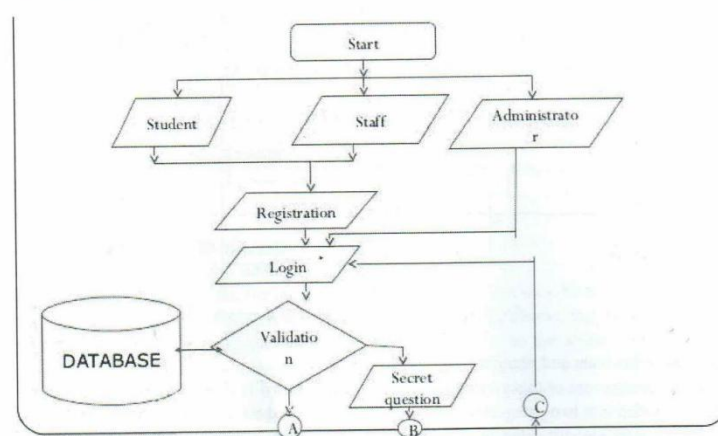 Start
Student
Staff
Administrato
r
Registration
Login
DATABASE
Validatio
n
Secret
question
A
B
C